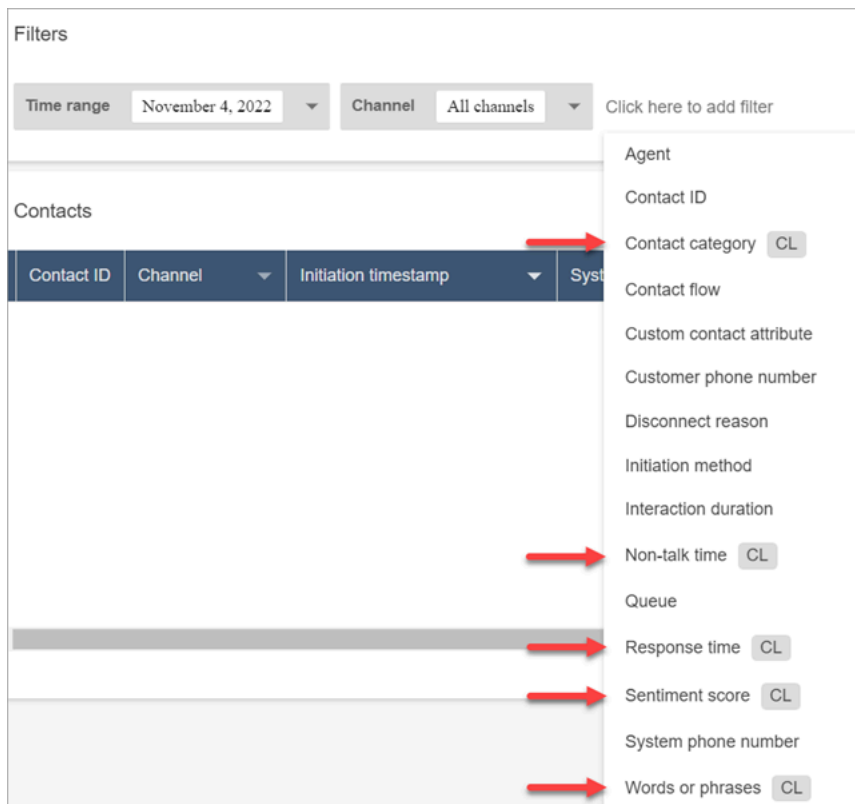 Filters
Time range November 4, 2022 Channel All channels Click here to add filter
Agent
Contact ID
Contacts
Contact category CL
Contact ID Channel Initiation timestamp Syst
Contact flow
Custom contact attribute
Customer phone number
Disconnect reason
Initiation method
Interaction duration
Non-talk time CL
Queue
Response time CL
Sentiment score CL
System phone number
Words or phrases CL